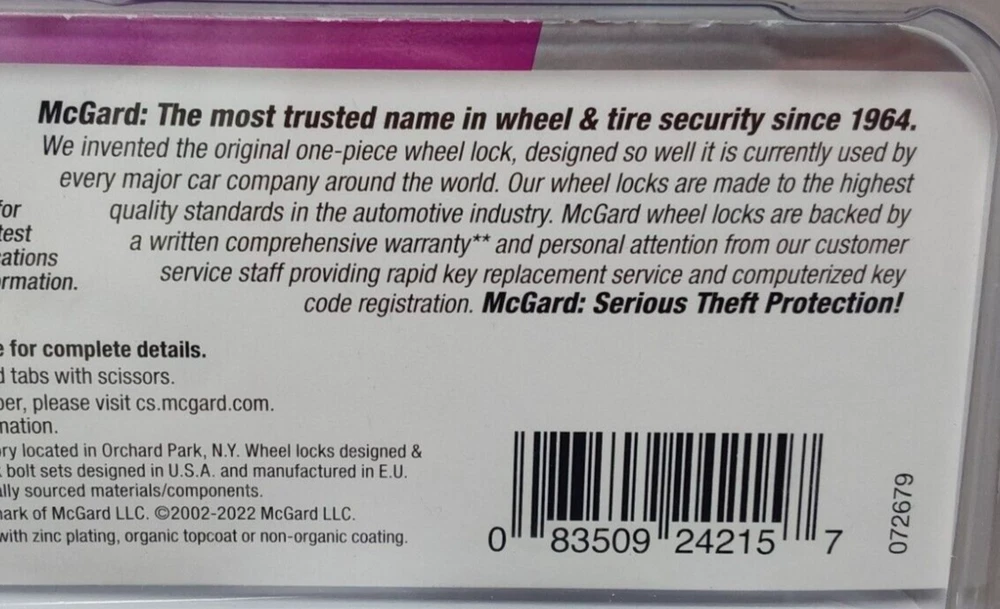 McGard: The most trusted name in wheel & tire security since 1964.
We invented the original one-piece wheel lock, designed so well it is currently used by
every major car company around the world. Our wheel locks are made to the highest
quality standards in the automotive industry. McGard wheel locks are backed by
a written comprehensive warranty** and personal attention from our customer
service staff providing rapid key replacement service and computerized key
code registration. McGard: Serious Theft Protection!
for
test
cations
rmation.
e for complete details.
d tabs with scissors.
ber, please visit cs.mcgard.com.
mation.
ory located in Orchard Park, N.Y. Wheel locks designed &
bolt sets designed in U.S.A. and manufactured in E.U.
ally sourced materials/components.
mark of McGard LLC. ©2002-2022 McGard LLC.
with zinc plating, organic topcoat or non-organic coating.
0 83509 24215 7
072679